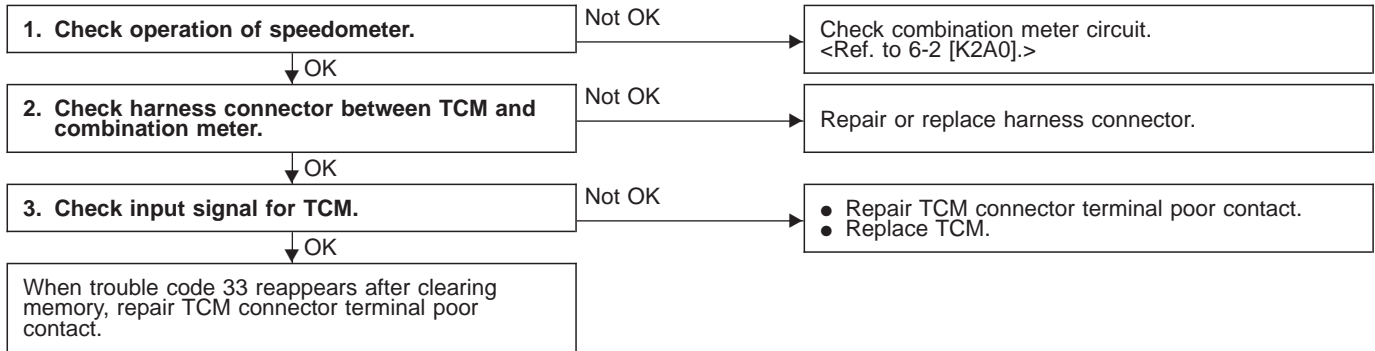 1. Check operation of speedometer.
Not OK
Check combination meter circuit.
<Ref. to 6-2 [K2A0].>
OK
2. Check harness connector between TCM and
combination meter.
Not OK
Repair or replace harness connector.
OK
3. Check input signal for TCM.
Not OK
● Repair TCM connector terminal poor contact.
● Replace TCM.
OK
When trouble code 33 reappears after clearing
memory, repair TCM connector terminal poor
contact.